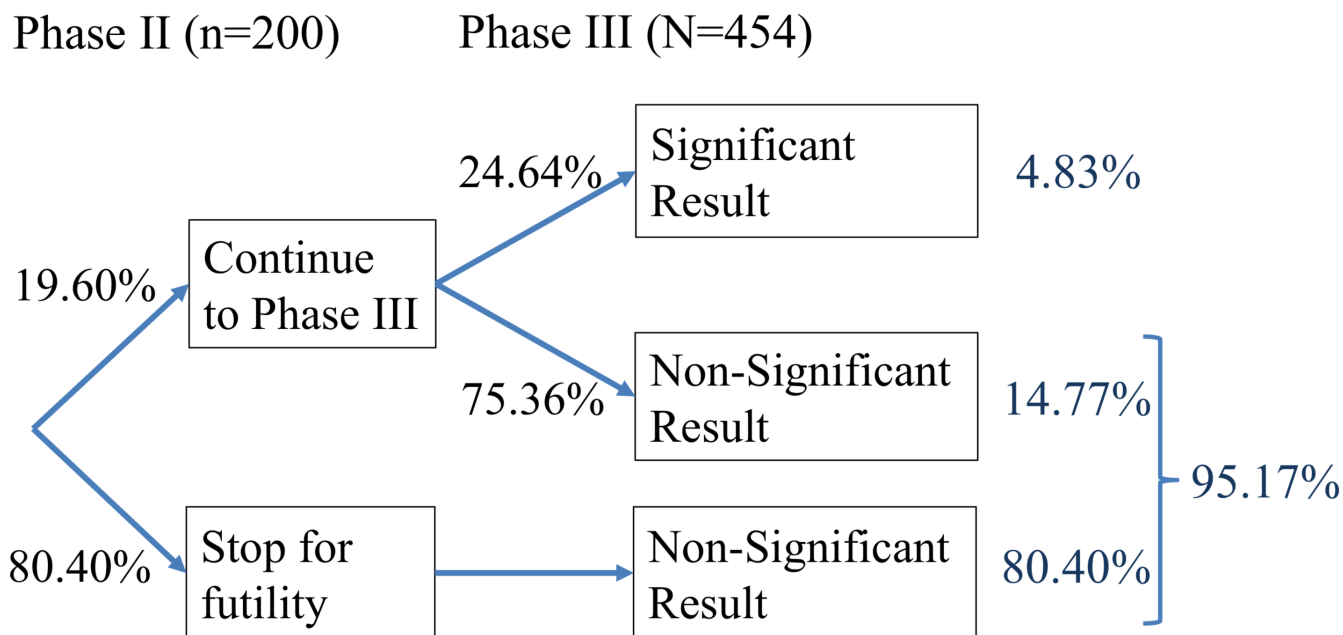 Phase II (n=200)
Phase III (N=454)
19.60%
80.40%
Continue
to Phase III
Stop for
futility
24.64%
75.36%
Significant
Result
4.83%
Non-Significant
Result
14.77%
Non-Significant
Result
80.40%
95.17%